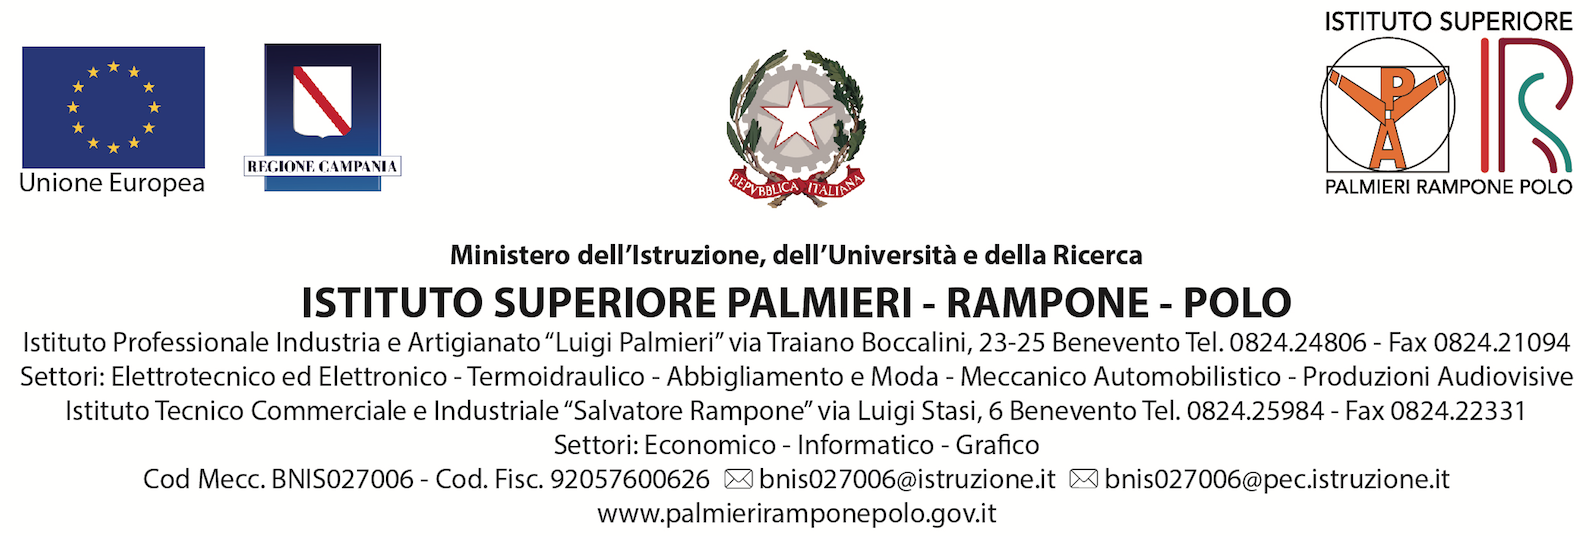 Unione Europea
REGIONE CAMPANIA
REPVBBLICA ITALIANA
ISTITUTO SUPERIORE
P
A
PALMIERI RAMPONE POLO
Ministero dell’Istruzione, dell’Università e della Ricerca
ISTITUTO SUPERIORE PALMIERI - RAMPONE - POLO
Istituto Professionale Industria e Artigianato “Luigi Palmieri” via Traiano Boccalini, 23-25 Benevento Tel. 0824.24806 - Fax 0824.21094
Settori: Elettrotecnico ed Elettronico - Termoidraulico - Abbigliamento e Moda - Meccanico Automobilistico - Produzioni Audiovisive
Istituto Tecnico Commerciale e Industriale “Salvatore Rampone” via Luigi Stasi, 6 Benevento Tel. 0824.25984 - Fax 0824.22331
Settori: Economico - Informatico - Grafico
Cod Mecc. BNIS027006 - Cod. Fisc. 92057600626 bnis027006@istruzione.it bnis027006@pec.istruzione.it
www.palmieriramponepolo.gov.it